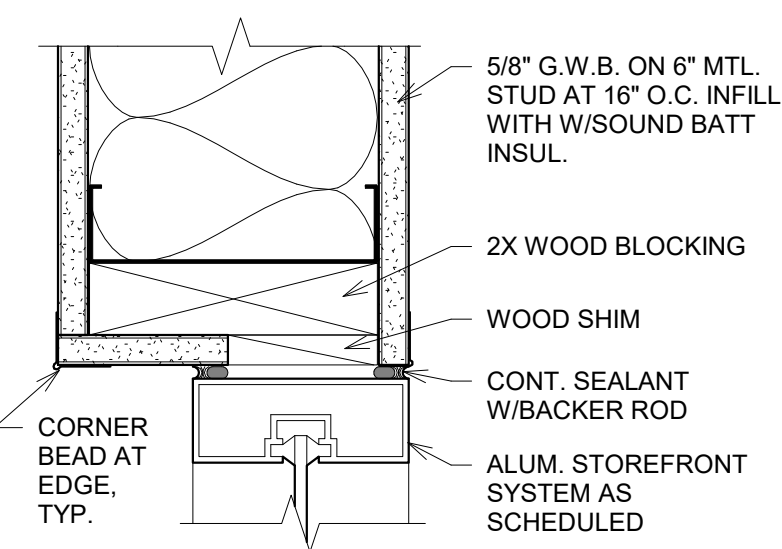 5/8" G.W.B. ON 6" MTL.
STUD AT 16" O.C. INFILL
WITH W/SOUND BATT
INSUL.
2X WOOD BLOCKING
WOOD SHIM
CONT. SEALANT
W/BACKER ROD
ALUM. STOREFRONT
SYSTEM AS
SCHEDULED
CORNER
BEAD AT
EDGE,
TYP.